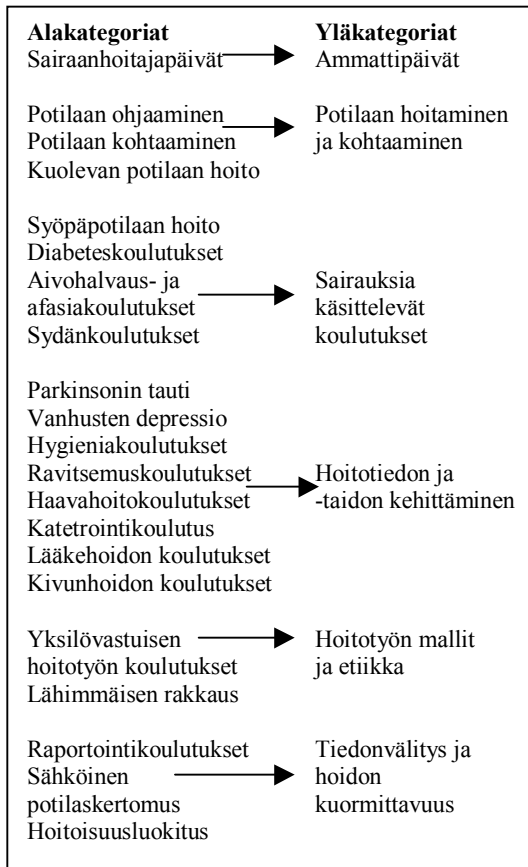 Alakategoriat Yläkategoriat
Sairaanhoitajapäivät Ammattipäivät
Potilaan ohjaaminen
Potilaan kohtaaminen
Kuolevan potilaan hoito
Potilaan hoitaminen
ja kohtaaminen
Syöpäpotilaan hoito
Diabeteskoulutukset
Aivohalvaus- ja
afasiakoulutukset
Sydänkoulutukset
Sairauksia
käsittelevät
koulutukset
Parkinsonin tauti
Vanhusten depressio
Hygieniakoulutukset
Ravitsemuskoulutukset
Haavahoitokoulutukset
Katetrointikoulutus
Lääkehoidon koulutukset
Kivunhoidon koulutukset
Hoitotiedon ja
-taidon kehittäminen
Yksilövastuisen
hoitotyön koulutukset
Lähimmäisen rakkaus
Hoitotyön mallit
ja etiikka
Raportointikoulutukset
Sähköinen
potilaskertomus
Hoitoisuusluokitus
Tiedonvälitys ja
hoidon
kuormittavuus